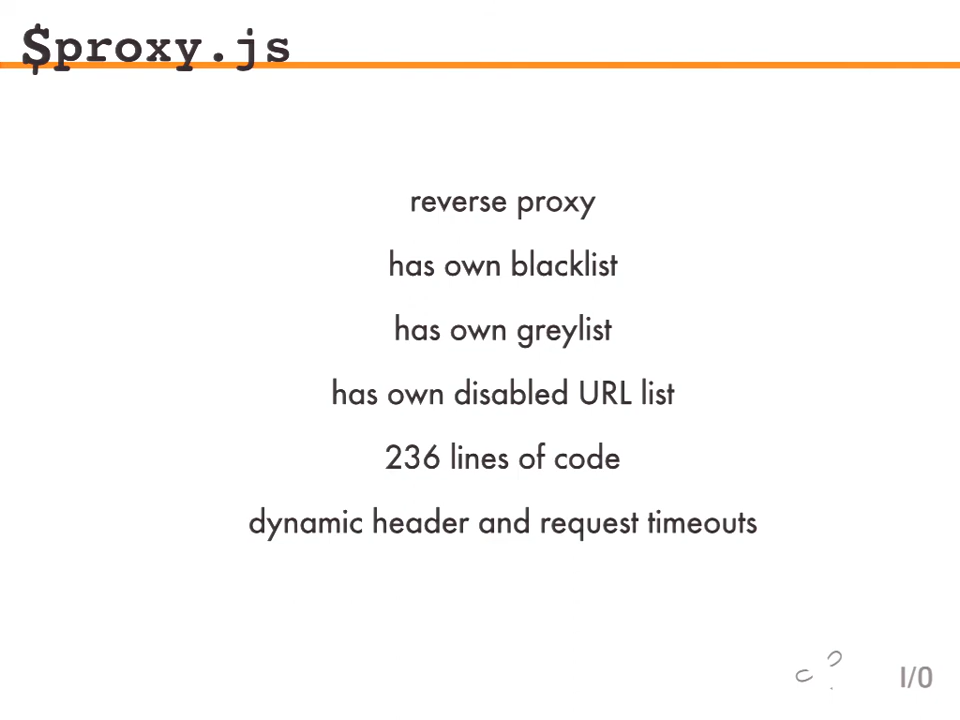 $proxy.js
reverse proxy
has own blacklist
has own greylist
has own disabled URL list
236 lines of code
dynamic header and request timeouts
I/O